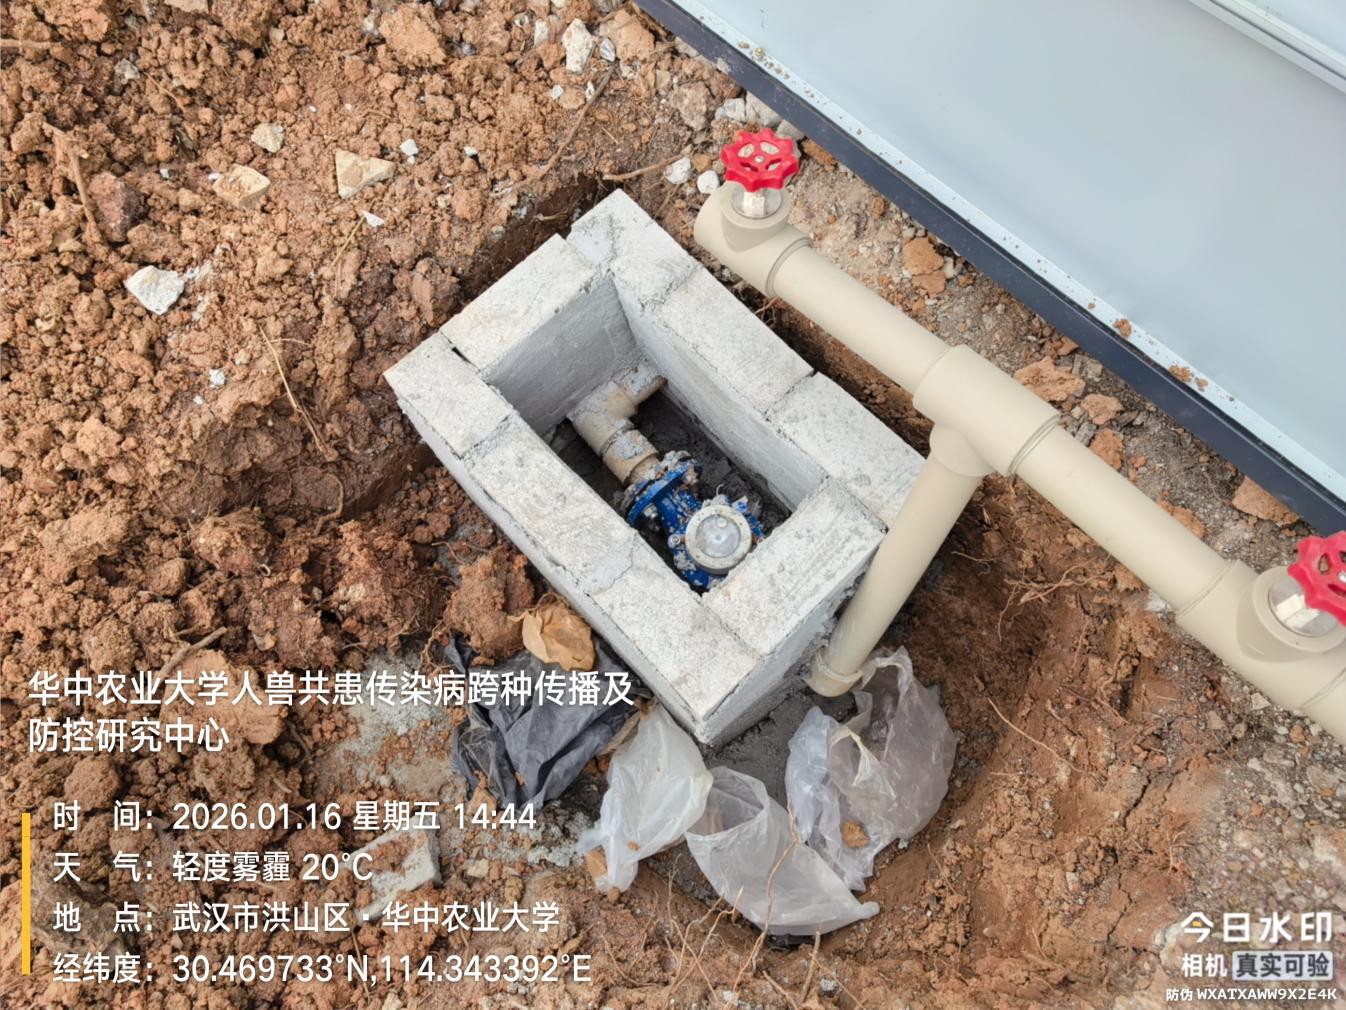 华中农业大学人兽共患传染病跨种传播及
防控研究中心
时 间：2026.01.16 星期五 14:44
天 气：轻度雾霾 20℃
地 点：武汉市洪山区·华中农业大学
经纬度：30.469733°N,114.343392°E
今日水印
相机 真实可验
防伪 WXATXAWW9X2E4K